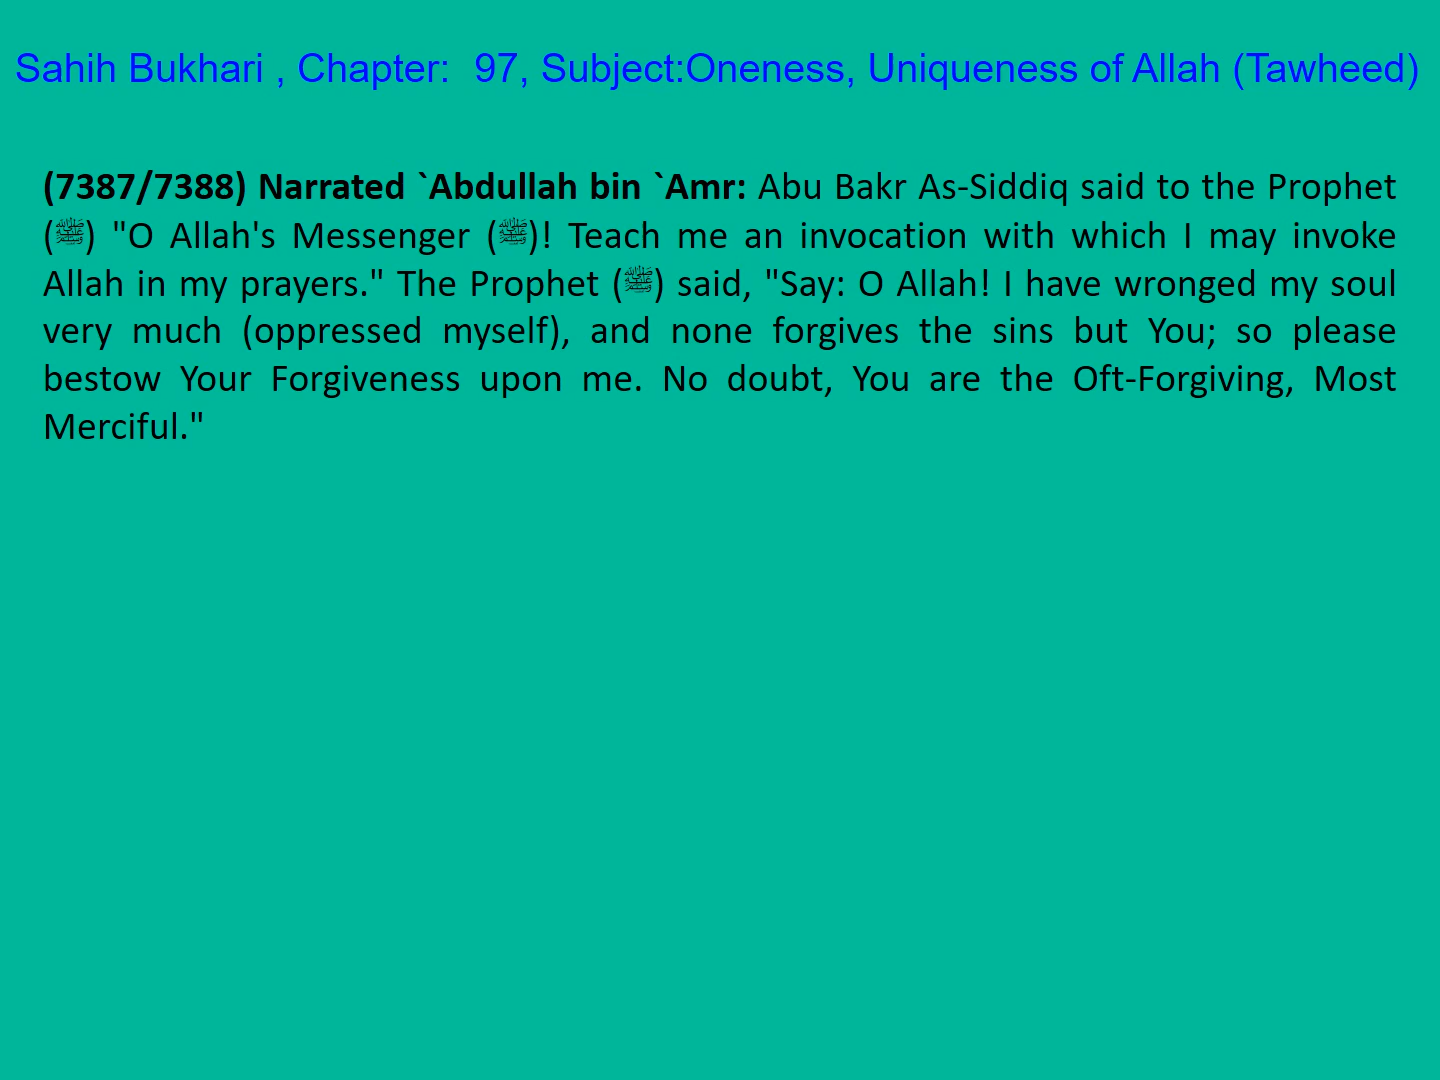 Sahih Bukhari , Chapter:  97, Subject:Oneness, Uniqueness of Allah (Tawheed)
(7387/7388) Narrated `Abdullah bin `Amr: Abu Bakr As-Siddiq said to the Prophet
(ﷺ) "O Allah's Messenger (ﷺ)! Teach me an invocation with which I may invoke
Allah in my prayers." The Prophet (ﷺ) said, "Say: O Allah! I have wronged my soul
very much (oppressed myself), and none forgives the sins but You; so please
bestow Your Forgiveness upon me. No doubt, You are the Oft-Forgiving, Most
Merciful."